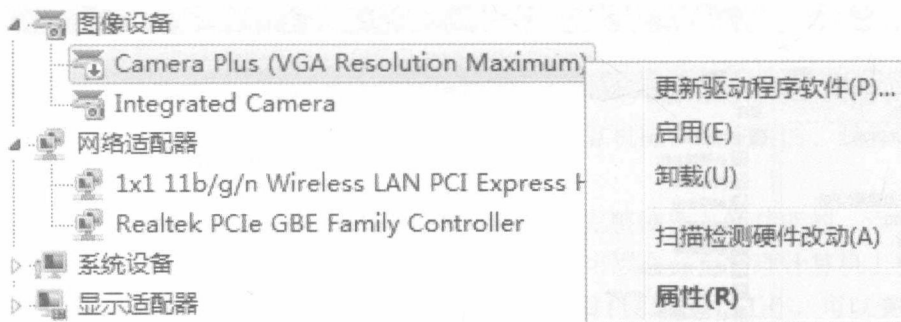 图像设备
Camera Plus (VGA Resolution Maximum)
Integrated Camera
网络适配器
1x1 11b/g/n Wireless LAN PCI Express
Realtek PCIe GBE Family Controller
系统设备
显示适配器
更新驱动程序软件(P)...
启用(E)
卸载(U)
扫描检测硬件改动(A)
属性(R)